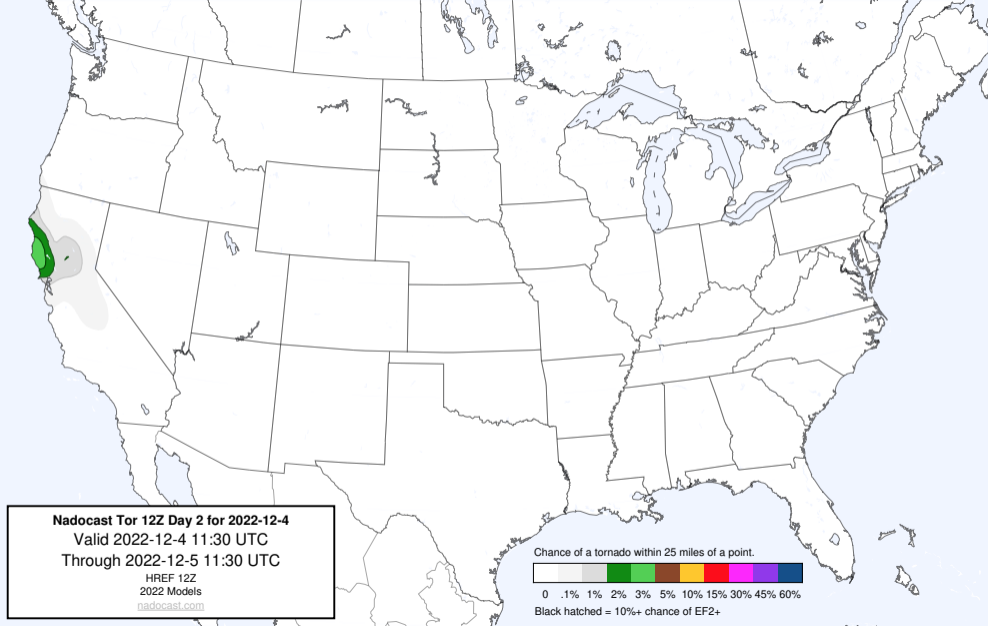 Nadocast Tor 12Z Day 2 for 2022-12-4
Valid 2022-12-4 11:30 UTC
Through 2022-12-5 11:30 UTC
HREF 12Z
2022 Models
nadocast.com
Chance of a tornado within 25 miles of a point.
0 .1% 1% 2% 3% 5% 10% 15% 30% 45% 60%
Black hatched = 10%+ chance of EF2+